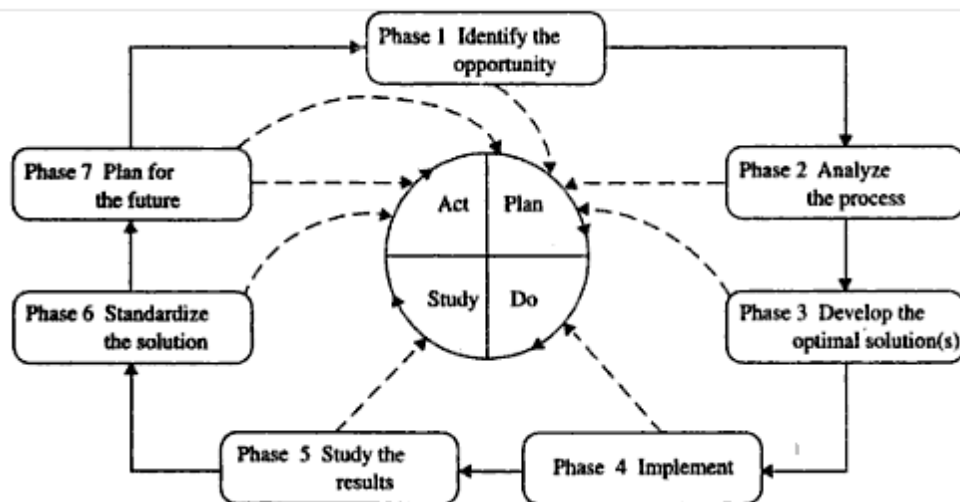 Phase 1 Identify the
opportunity
Phase 7 Plan for
the future
Phase 2 Analyze
the process
Act
Plan
Study
Do
Phase 6 Standardize
the solution
Phase 3 Develop the
optimal solution(s)
Phase 5 Study the
results
Phase 4 Implement